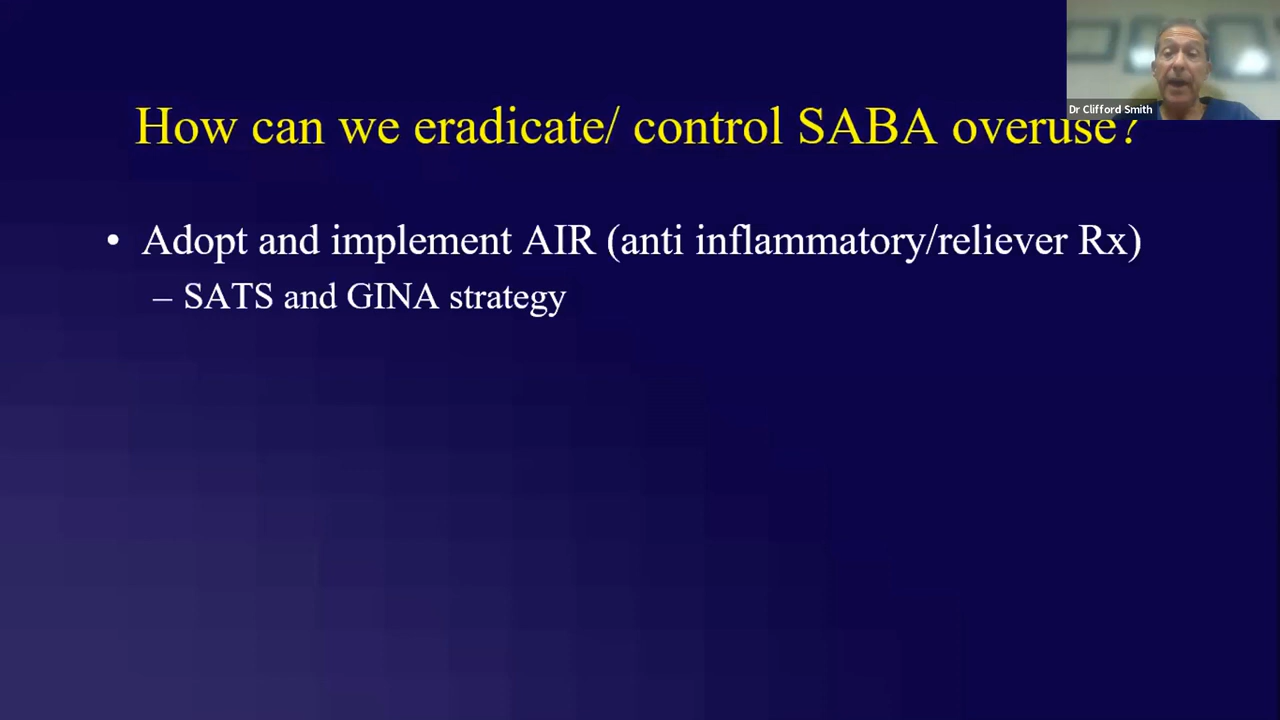 How can we eradicate/ control SABA overuse?
Dr Clifford Smith
• Adopt and implement AIR (anti inflammatory/reliever Rx)
– SATS and GINA strategy